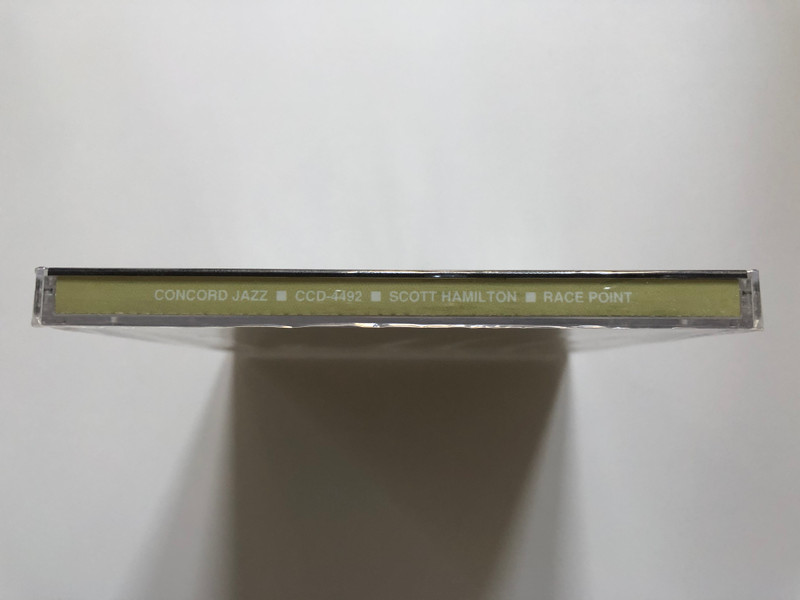 CONCORD JAZZ ■ CCD-4492 ■ SCOTT HAMILTON ■ RACE POINT